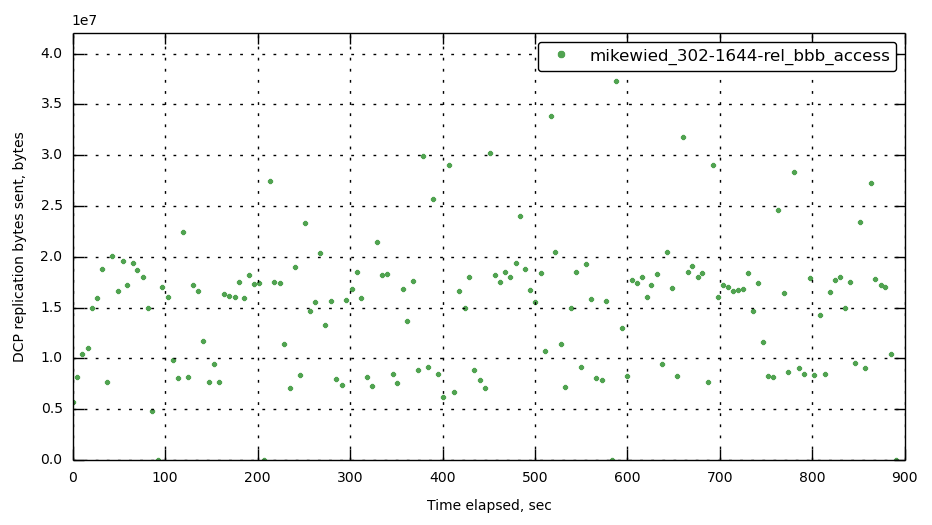 1e7
mikewied_302-1644-rel_bbb_access
4.0
3.5
3.0
2.5
2.0
1.5
1.0
0.5
0.0
DCP replication bytes sent, bytes
0 100 200 300 400 500 600 700 800 900
Time elapsed, sec